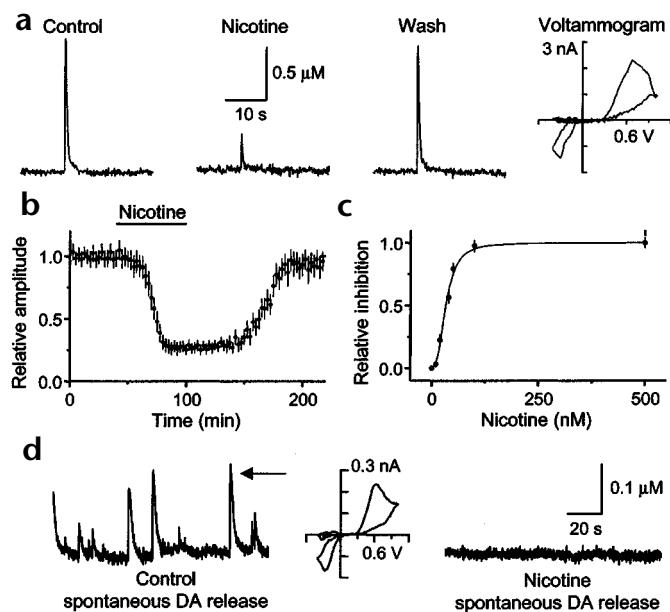 a
Control
Nicotine
Wash
Voltammogram
3 nA
0.5 μM
10 s
0.6 V
b
Nicotine
c
Relative amplitude
1.0
0.5
0.0
0
100
200
Time (min)
Relative inhibition
1.0
0.5
0.0
0
250
500
Nicotine (nM)
d
0.3 nA
0.6 V
0.1 μM
20 s
Control
spontaneous DA release
Nicotine
spontaneous DA release